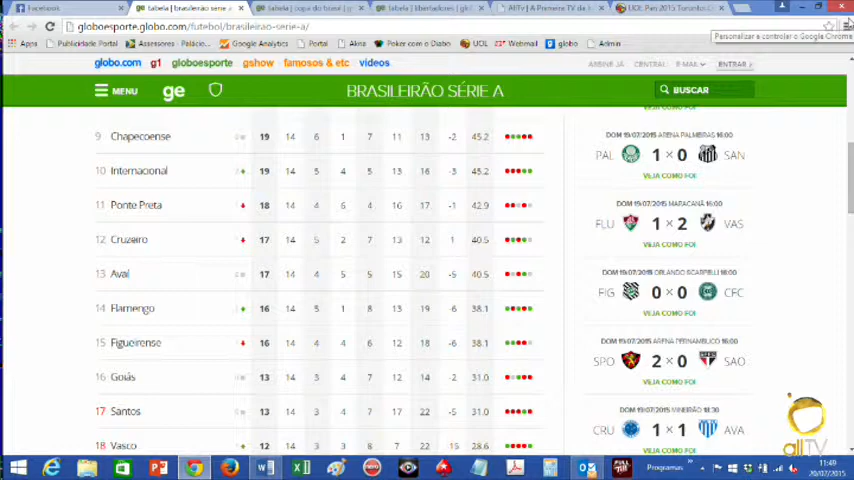 Facebook
tabela | brasileirão série a
tabela | copa do brasil | g
tabela | libertadores | gl
AllTV | A Primeira TV da I
UOL Pan 2015 Toronto C
globoesporte.globo.com/futebol/brasileirao-serie-a/
Personalizar e controlar o Google Chrome
Apps
Publicidade Portal
Assessores
Google Analytics
Portal
Akna
Poker com o Diabo
UOL
Webmail
globo
Admin
globo.com
g1
globoesporte
gshow
famosos & etc
videos
ASSINE JÁ
CENTRAL
E-MAIL
ENTRAR
MENU
ge
BRASILEIRÃO SÉRIE A
BUSCAR
VEJA COMO FOI
9 Chapecoense 19 14 6 1 7 11 13 -2 45.2
10 Internacional 19 14 5 4 5 13 16 -3 45.2
11 Ponte Preta 18 14 4 6 4 16 17 -1 42.9
12 Cruzeiro 17 14 5 2 7 13 12 1 40.5
13 Avaí 17 14 4 5 5 15 20 -5 40.5
14 Flamengo 16 14 5 1 8 13 19 -6 38.1
15 Figueirense 16 14 4 4 6 12 18 -6 38.1
16 Goiás 13 14 3 4 7 12 14 -2 31.0
17 Santos 13 14 3 4 7 17 22 -5 31.0
18 Vasco 12 14 3 3 8 7 22 15 28.6
DOM 19/07/2015 ARENA PALMEIRAS 16:00
PAL 1 × 0 SAN
VEJA COMO FOI
DOM 19/07/2015 MARACANÃ 16:00
FLU 1 × 2 VAS
VEJA COMO FOI
DOM 19/07/2015 ORLANDO SCARPELLI 16:00
FIG 0 × 0 CFC
VEJA COMO FOI
DOM 19/07/2015 ARENA PERNAMBUCO 16:00
SPO 2 × 0 SAO
VEJA COMO FOI
DOM 19/07/2015 MINEIRÃO 18:30
CRU 1 × 1 AVA
VEJA COMO FOI
allTV
Programas
11:49
20/07/2015